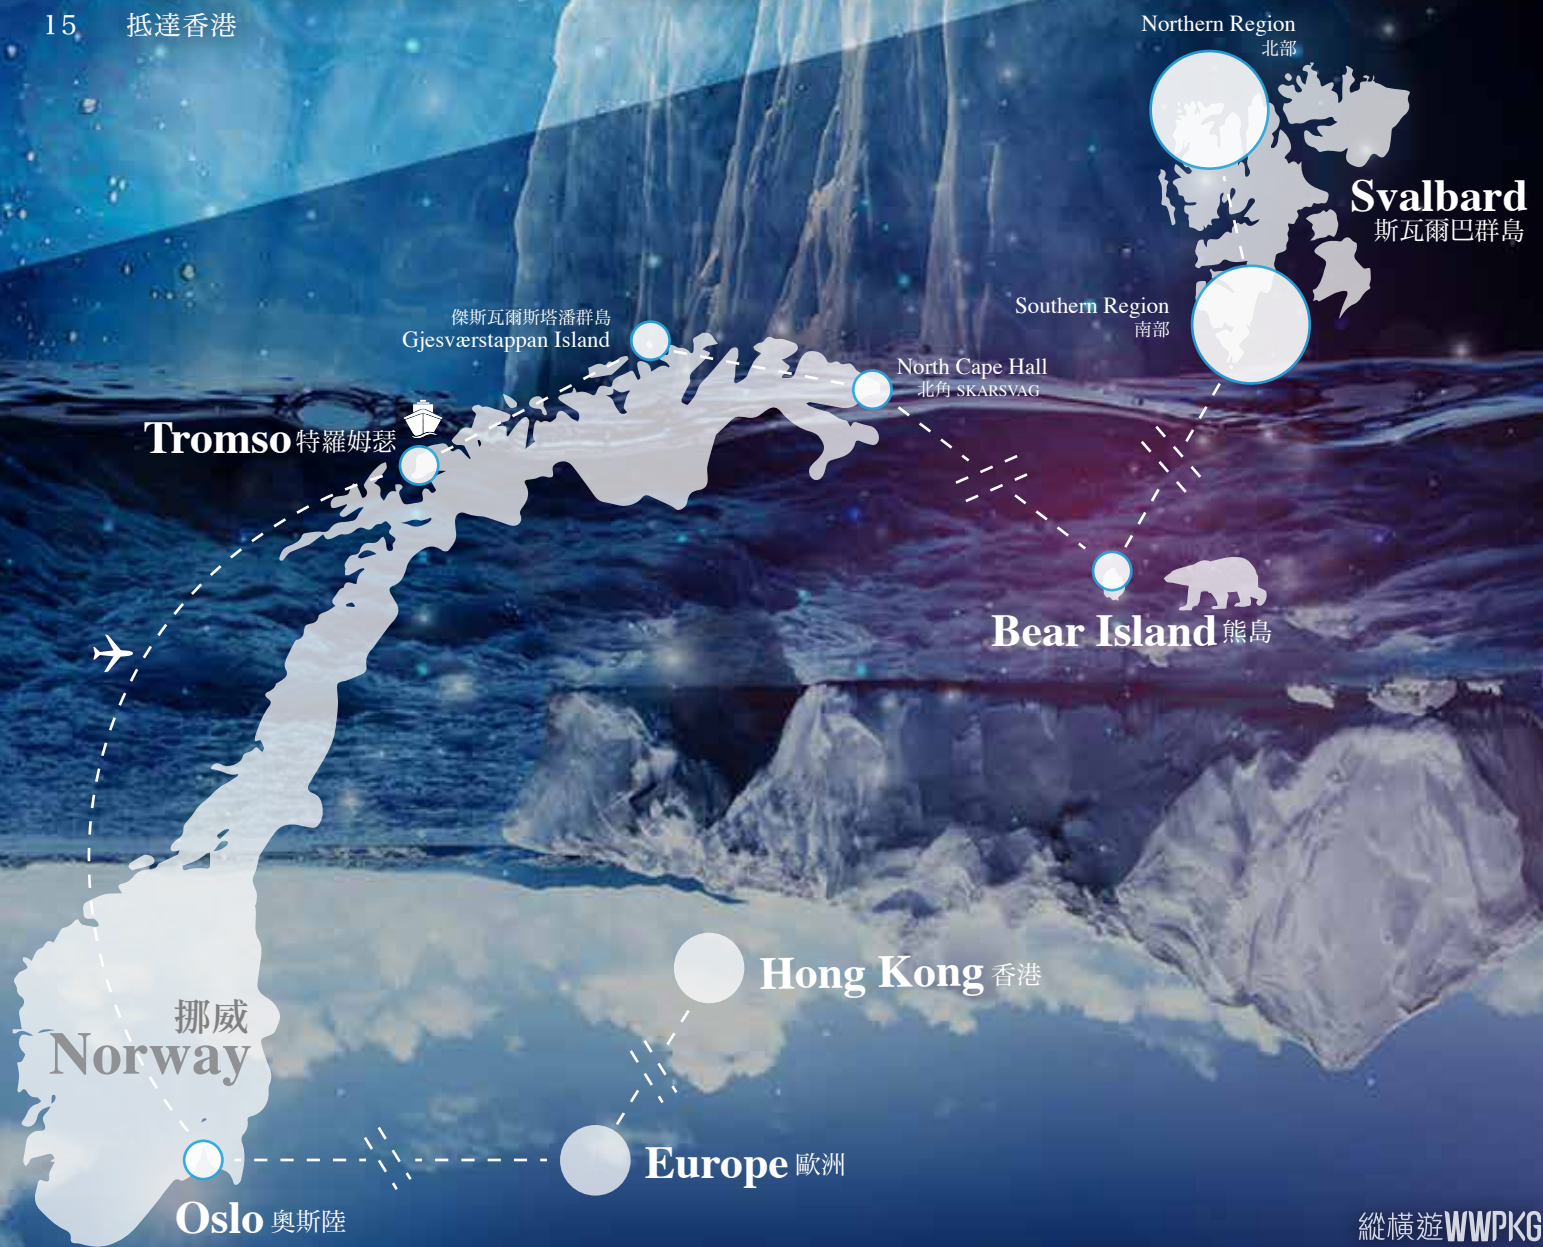 15 抵達香港
Northern Region
北部
Svalbard
斯瓦爾巴群島
Southern Region
南部
傑斯瓦爾斯塔潘群島
Gjesværstappan Island
North Cape Hall
北角 SKARSVAG
Tromso 特羅姆瑟
Bear Island 熊島
Hong Kong 香港
挪威
Norway
Europe 歐洲
Oslo 奧斯陸
縱橫遊WWPKG